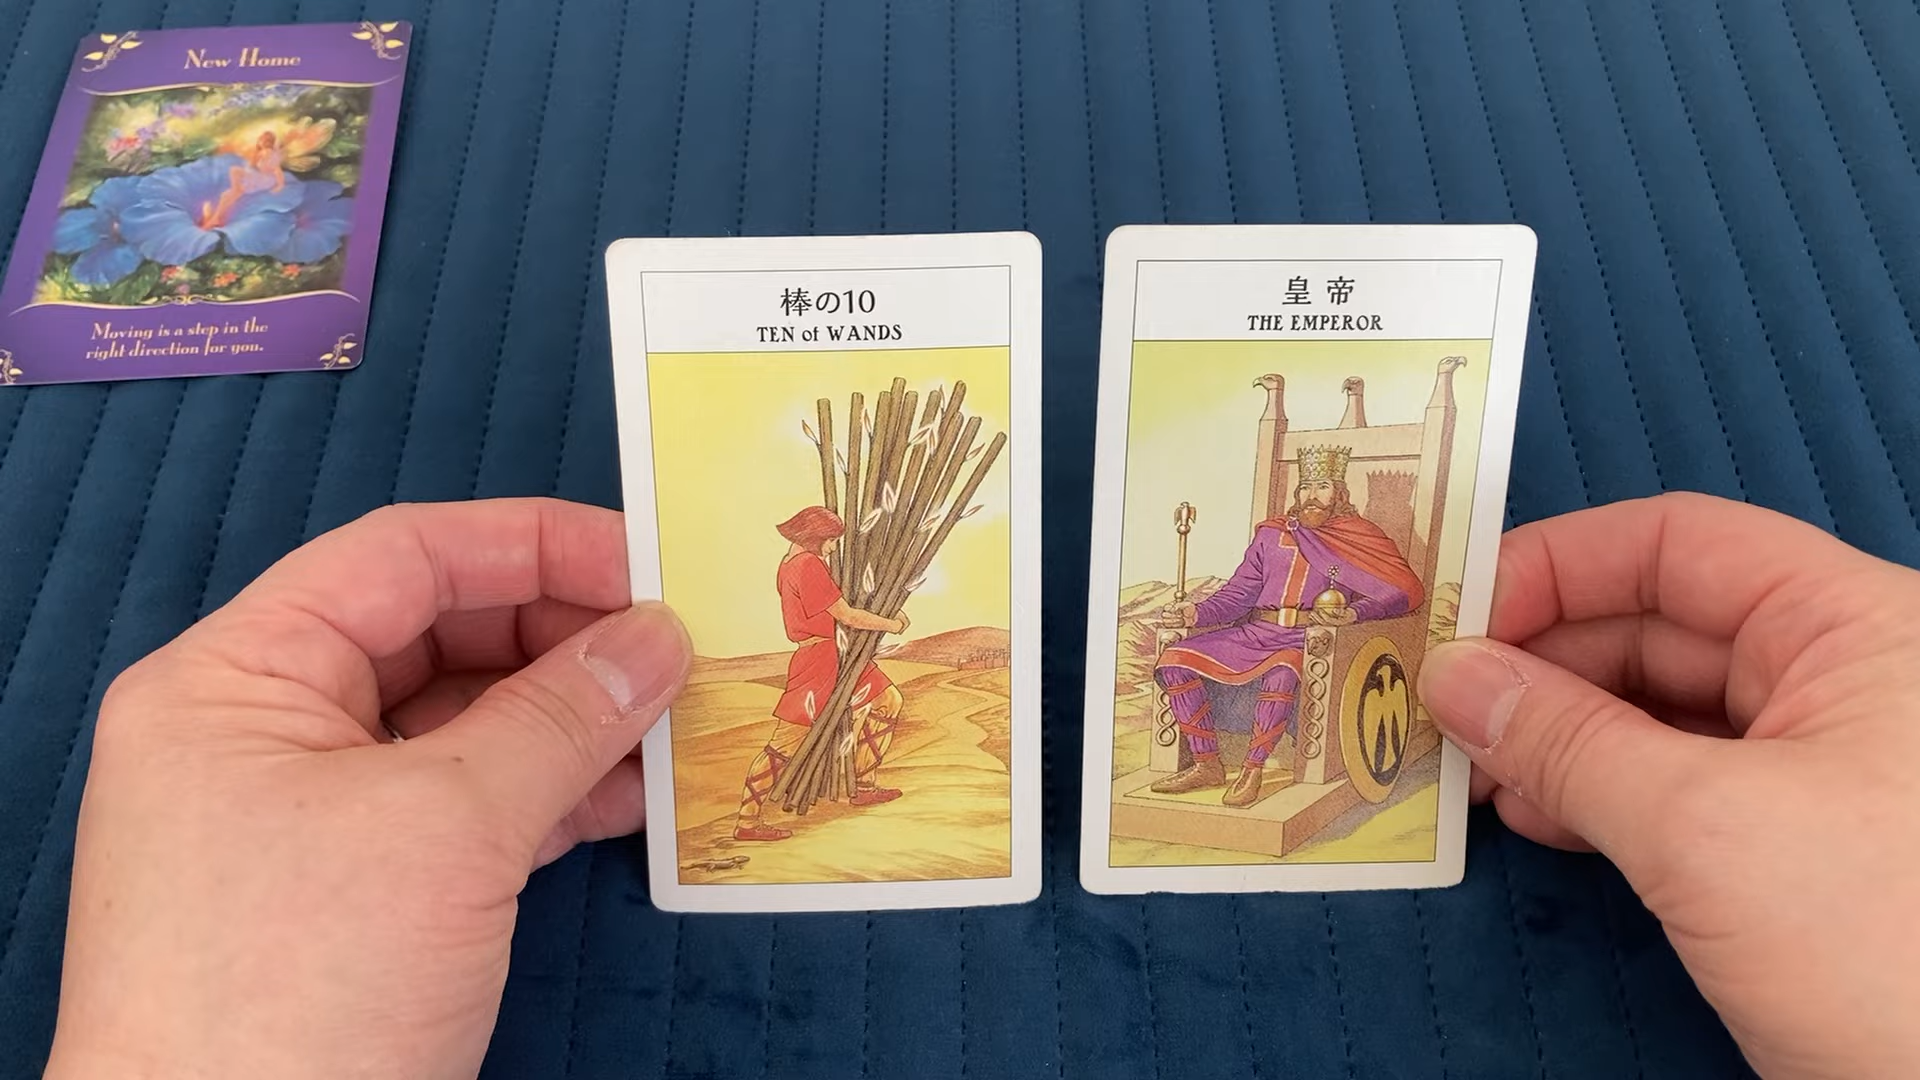 New Home
Moving is a step in the
right direction for you.
棒の10
TEN of WANDS
皇帝
THE EMPEROR